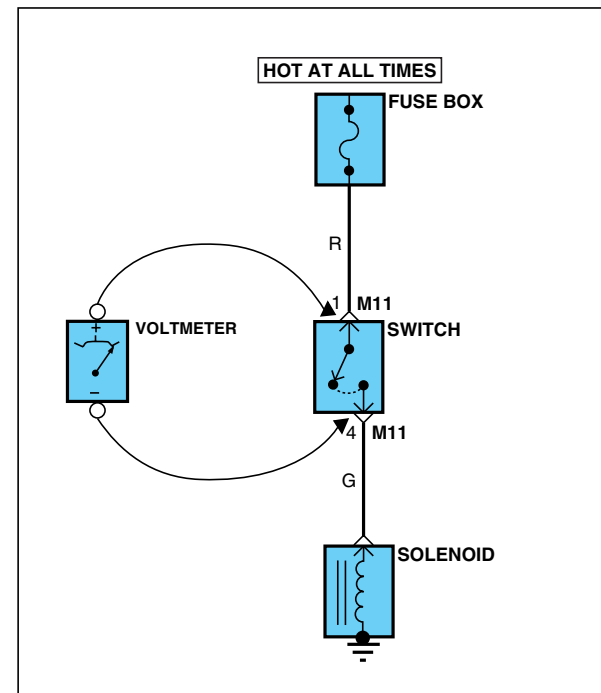 HOT AT ALL TIMES
FUSE BOX
R
1 M11
VOLTMETER
+
–
SWITCH
4 M11
G
SOLENOID